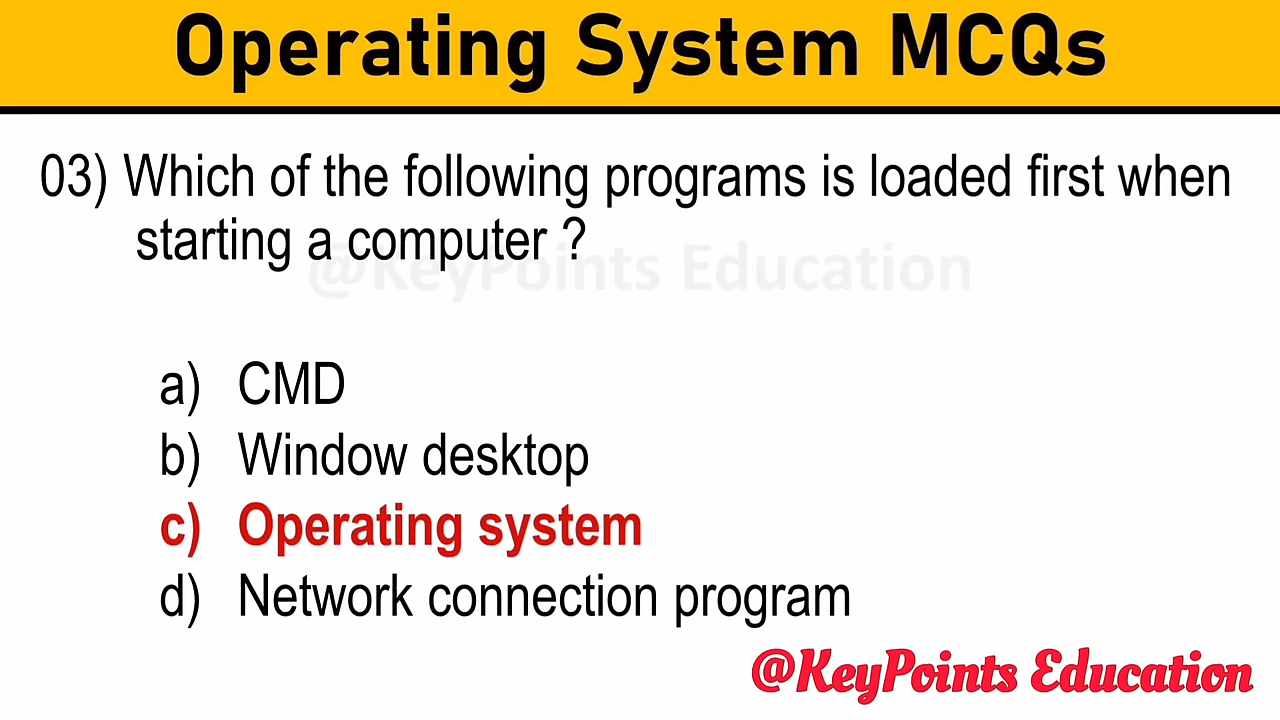 Operating System MCQs
03) Which of the following programs is loaded first when
starting a computer ?
@KeyPoints Education
a) CMD
b) Window desktop
c) Operating system
d) Network connection program
@KeyPoints Education